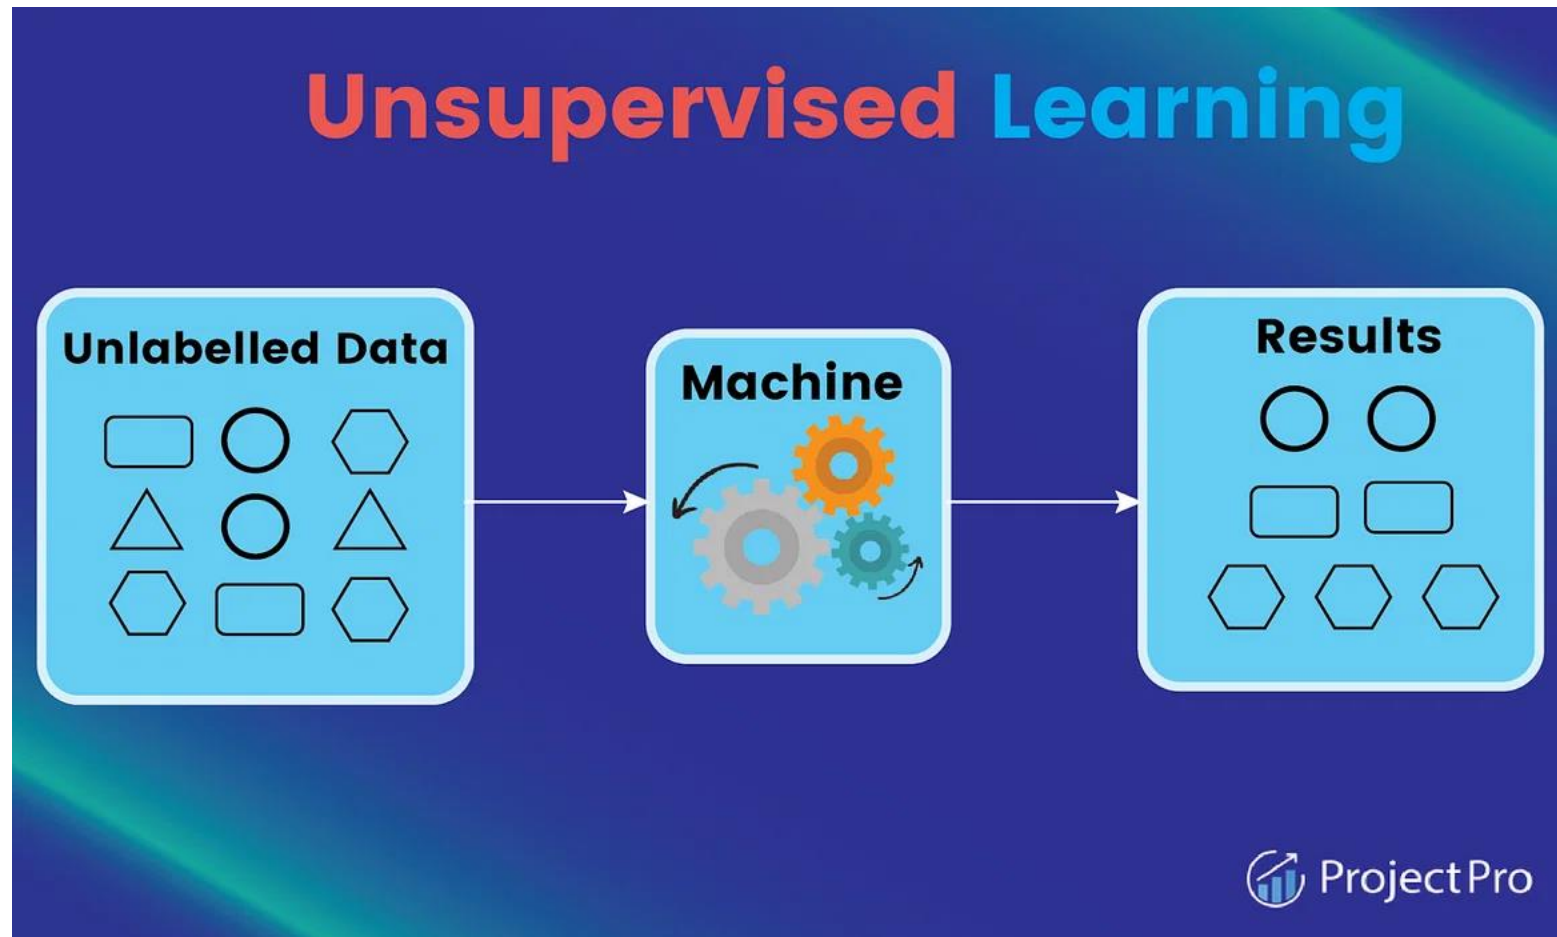 Unsupervised Learning
Unlabelled Data
Machine
Results
ProjectPro